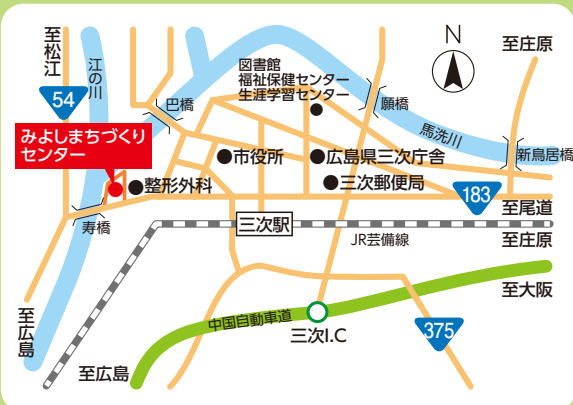 至松江
54
江の川
巴橋
図書館
福祉保健センター
生涯学習センター
願橋
N
至庄原
馬洗川
新鳥居橋
みよしまちづくり
センター
整形外科
市役所
広島県三次庁舎
三次郵便局
183
至尾道
寿橋
三次駅
JR芸備線
至庄原
至大阪
中国自動車道
三次I.C
375
至広島
至広島